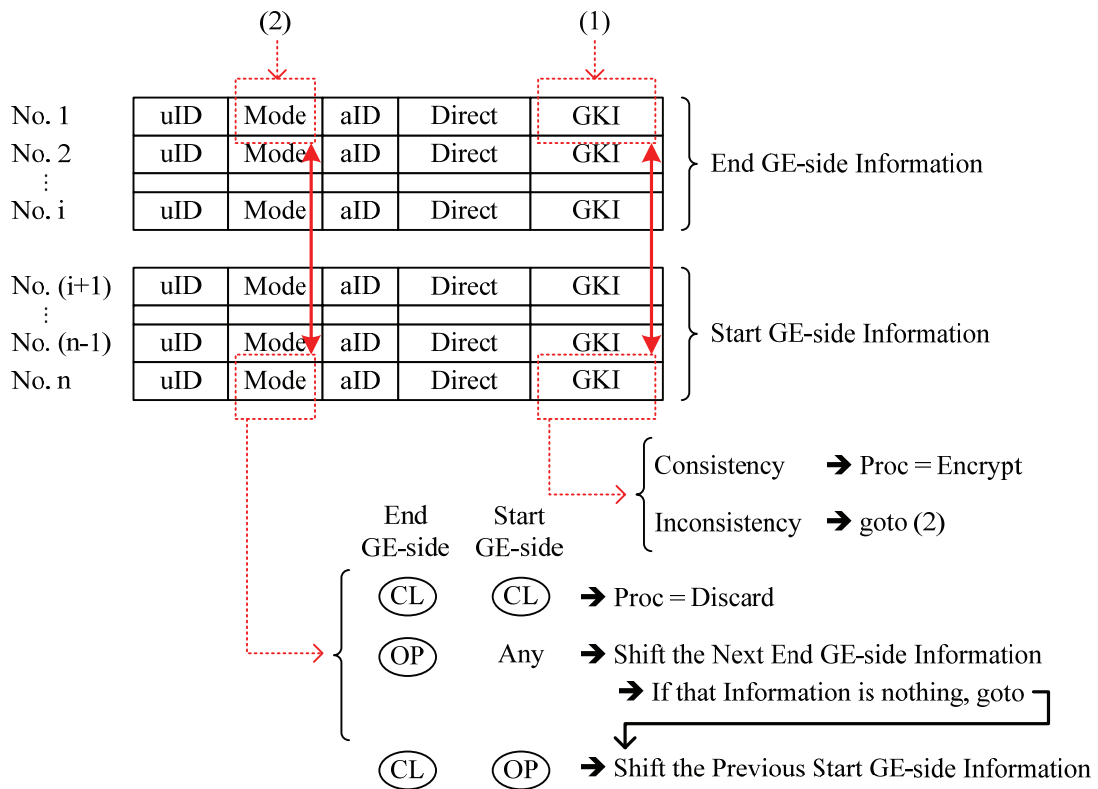 (2) (1)
No. 1 uID Mode aID Direct GKI
No. 2 uID Mode aID Direct GKI
⋮
No. i uID Mode aID Direct GKI
End GE-side Information
No. (i+1) uID Mode aID Direct GKI
⋮
No. (n-1) uID Mode aID Direct GKI
No. n uID Mode aID Direct GKI
Start GE-side Information
Consistency ➔ Proc = Encrypt
Inconsistency ➔ goto (2)
End Start
GE-side GE-side
CL CL ➔ Proc = Discard
OP Any ➔ Shift the Next End GE-side Information
➔ If that Information is nothing, goto
CL OP ➔ Shift the Previous Start GE-side Information